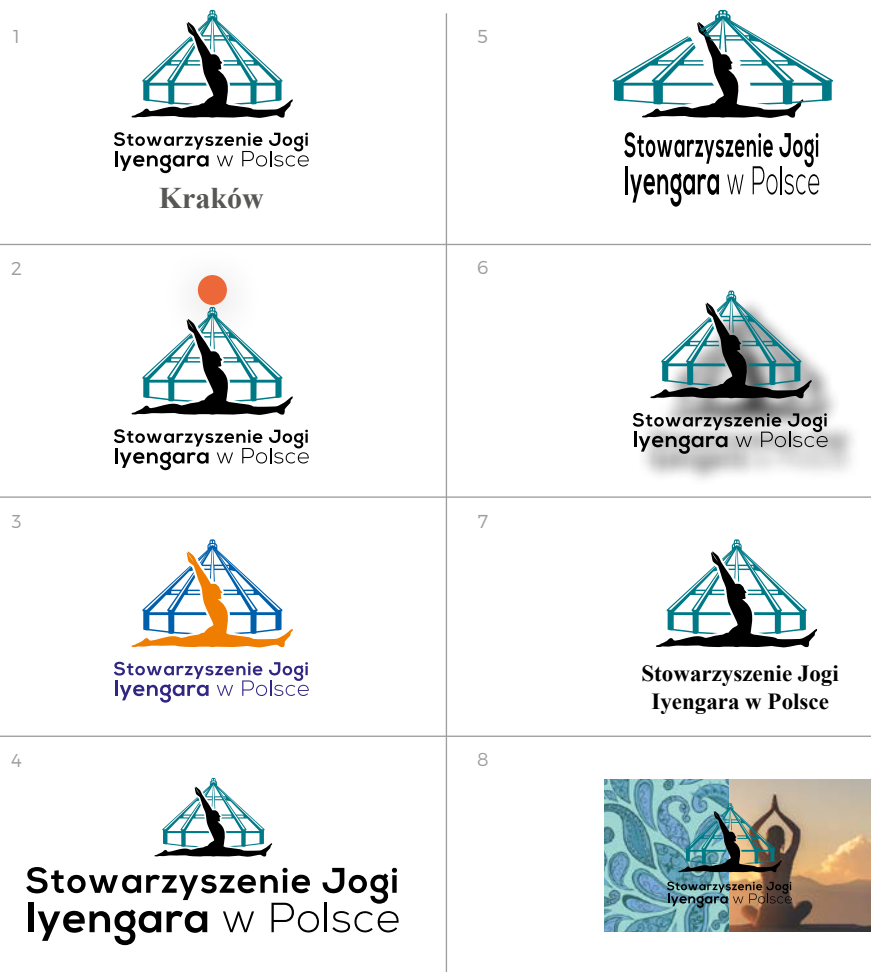 1
Stowarzyszenie Jogi
Iyengara w Polsce
Kraków
2
Stowarzyszenie Jogi
Iyengara w Polsce
3
Stowarzyszenie Jogi
Iyengara w Polsce
4
Stowarzyszenie Jogi
Iyengara w Polsce
5
Stowarzyszenie Jogi
Iyengara w Polsce
6
Stowarzyszenie Jogi
Iyengara w Polsce
7
Stowarzyszenie Jogi
Iyengara w Polsce
8
Stowarzyszenie Jogi
Iyengara w Polsce